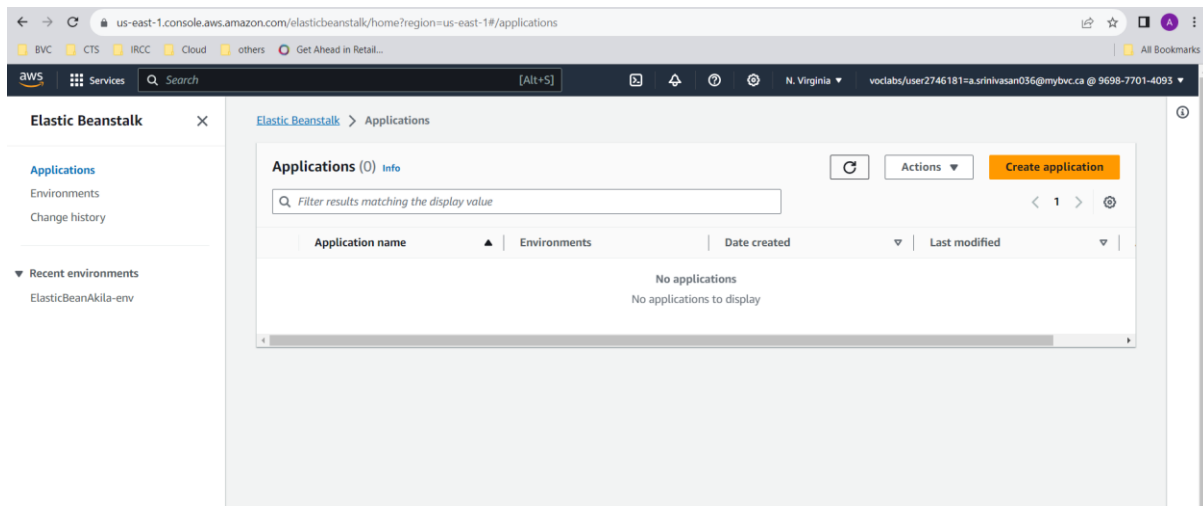 us-east-1.console.aws.amazon.com/elasticbeanstalk/home?region=us-east-1#/applications
A
BVC CTS IRCC Cloud others Get Ahead in Retail... All Bookmarks
aws Services Search [Alt+S] N. Virginia ▼ voclabs/user2746181=a.srinivasan036@mybvc.ca @ 9698-7701-4093 ▼
Elastic Beanstalk
Applications
Environments
Change history
Recent environments
ElasticBeanAkila-env
Elastic Beanstalk > Applications
Applications (0) Info
Actions ▼
Create application
Filter results matching the display value
< 1 >
Application name ▲ Environments Date created Last modified
No applications
No applications to display